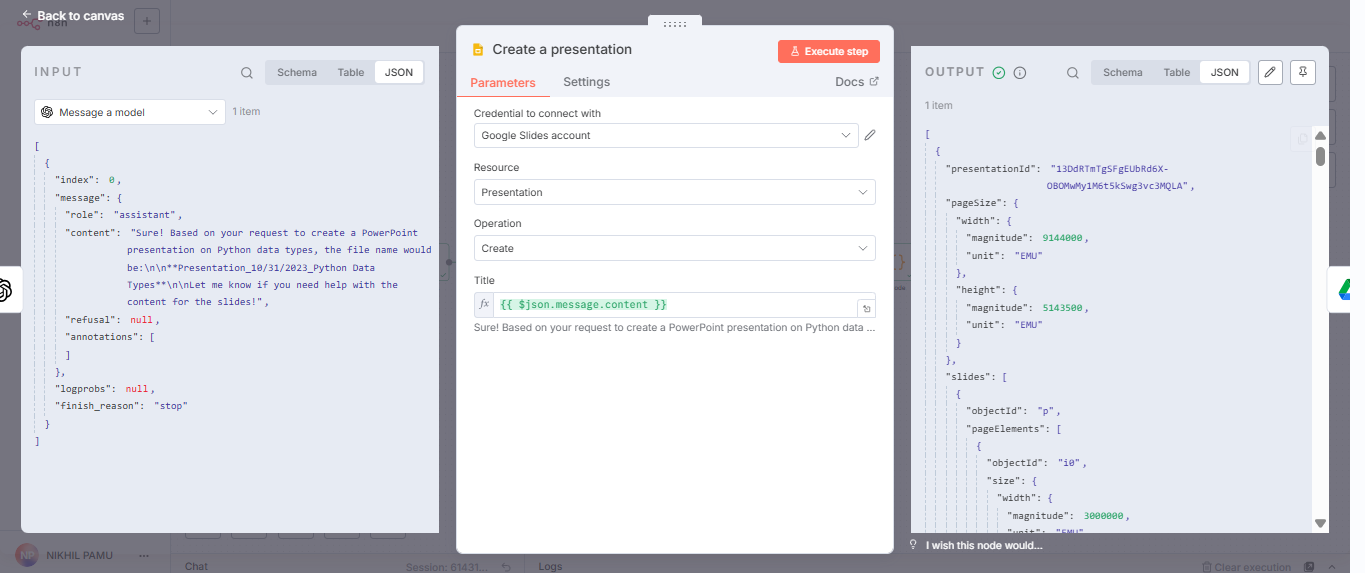 ← Back to canvas
INPUT
Schema
Table
JSON
Message a model
1 item
[
{
"index": 0,
"message": {
"role": "assistant",
"content": "Sure! Based on your request to create a PowerPoint
presentation on Python data types, the file name would
be:\n\n**Presentation_10/31/2023_Python Data
Types**\n\nLet me know if you need help with the
content for the slides!",
"refusal": null,
"annotations": [
]
},
"logprobs": null,
"finish_reason": "stop"
}
]
NP
NIKHIL PAMU
...
Create a presentation
Execute step
Parameters
Settings
Docs
Credential to connect with
Google Slides account
Resource
Presentation
Operation
Create
Title
fx
{{ $json.message.content }}
Sure! Based on your request to create a PowerPoint presentation on Python data ...
OUTPUT
Schema
Table
JSON
1 item
[
{
"presentationId": "13DdRTmTgSFgEUbRd6X-
OBOMwMy1M6t5kSwg3vc3MQLA",
"pageSize": {
"width": {
"magnitude": 9144000,
"unit": "EMU"
},
"height": {
"magnitude": 5143500,
"unit": "EMU"
}
},
"slides": [
{
"objectId": "p",
"pageElements": [
{
"objectId": "i0",
"size": {
"width": {
"magnitude": 3000000,
"unit": "EMU"
I wish this node would...
Chat
Session: 61431...
Logs
Clear execution